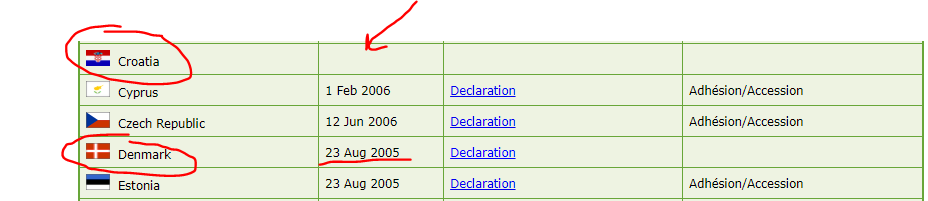 Croatia
Cyprus 1 Feb 2006 Declaration Adhésion/Accession
Czech Republic 12 Jun 2006 Declaration Adhésion/Accession
Denmark 23 Aug 2005 Declaration
Estonia 23 Aug 2005 Declaration Adhésion/Accession